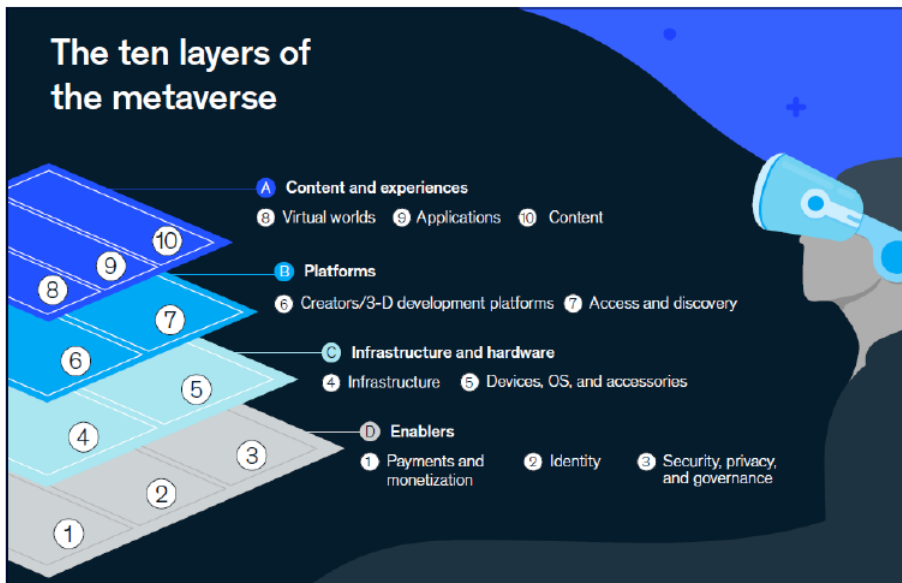 The ten layers of
the metaverse
A Content and experiences
8 Virtual worlds 9 Applications 10 Content
B Platforms
6 Creators/3-D development platforms 7 Access and discovery
C Infrastructure and hardware
4 Infrastructure 5 Devices, OS, and accessories
D Enablers
1 Payments and monetization 2 Identity 3 Security, privacy, and governance
10
9
8
7
6
5
4
3
2
1